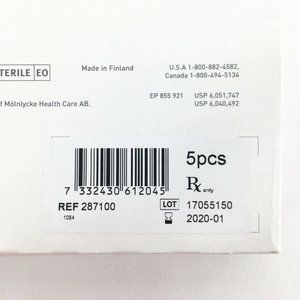 STERILE EO
Made in Finland
U.S.A 1-800-882-4582,
Canada 1-800-494-5134
of Mölnlycke Health Care AB.
EP 855 921
USP 6,051,747
USP 6,040,492
5pcs
Rx only
7 332430 612045
REF 287100
1084
LOT 17055150
2020-01